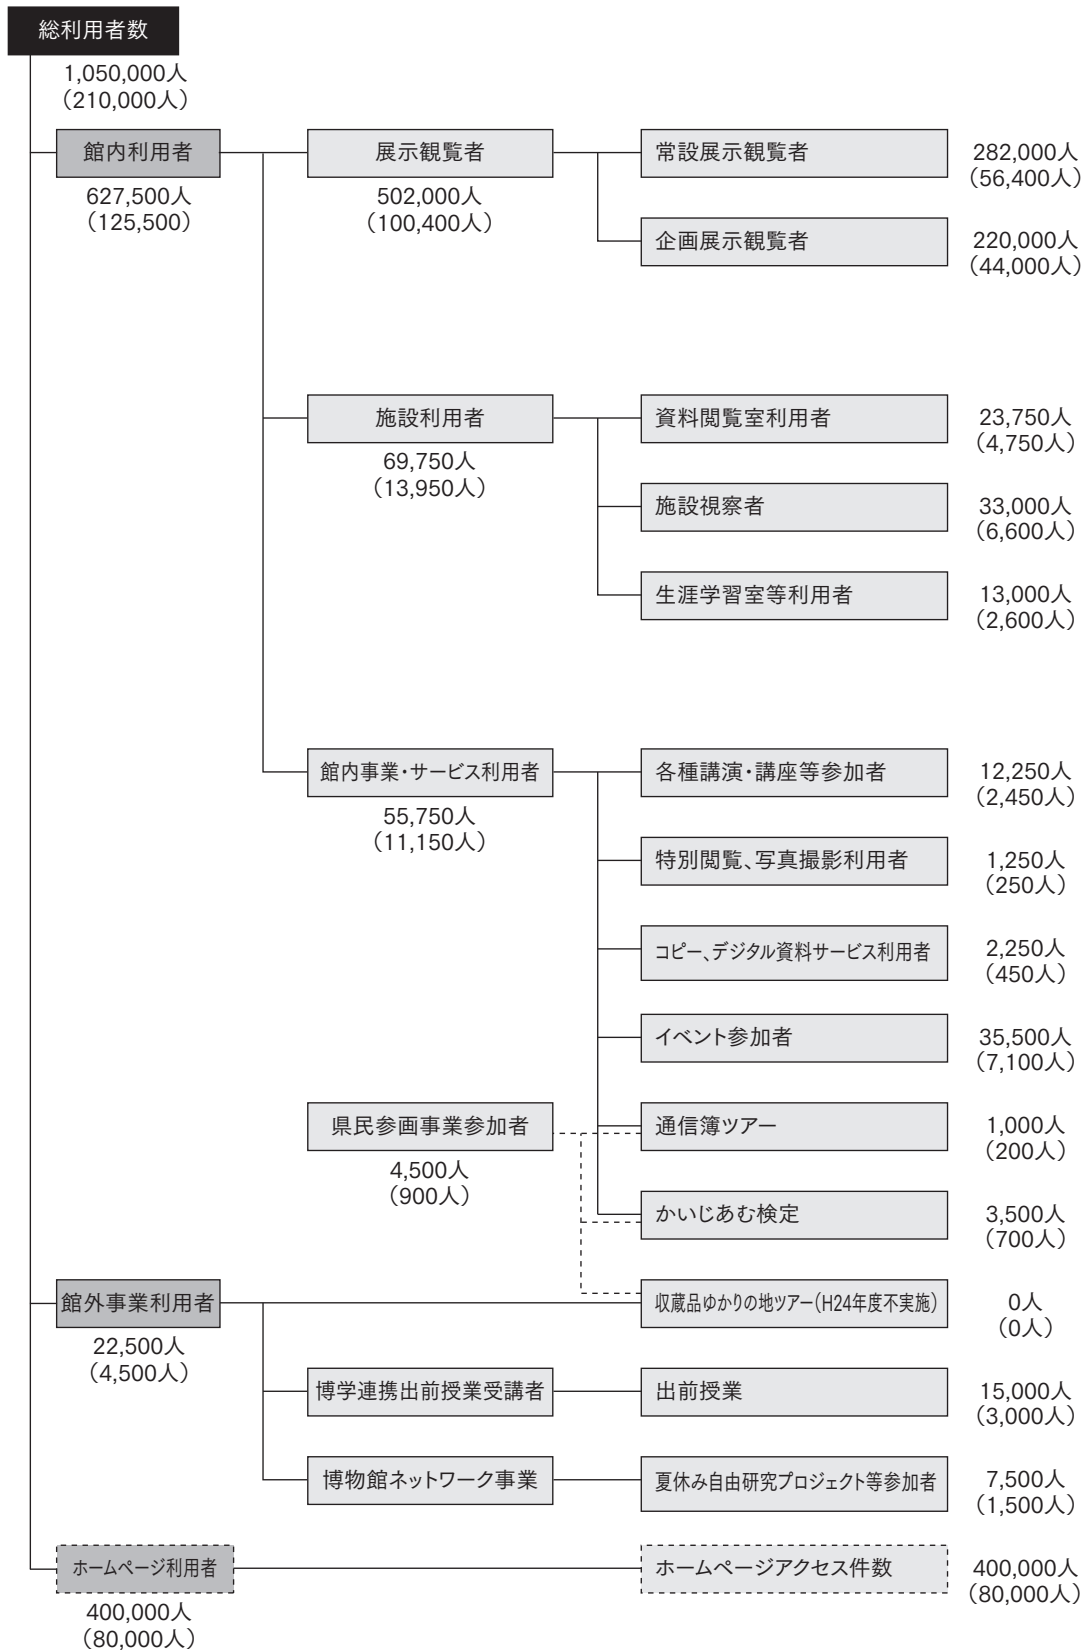 総利用者数
1,050,000人
（210,000人）
館内利用者
627,500人
（125,500）
展示観覧者
502,000人
（100,400人）
常設展示観覧者
282,000人
（56,400人）
企画展示観覧者
220,000人
（44,000人）
施設利用者
69,750人
（13,950人）
資料閲覧室利用者
23,750人
（4,750人）
施設視察者
33,000人
（6,600人）
生涯学習室等利用者
13,000人
（2,600人）
館内事業・サービス利用者
55,750人
（11,150人）
各種講演・講座等参加者
12,250人
（2,450人）
特別閲覧、写真撮影利用者
1,250人
（250人）
コピー、デジタル資料サービス利用者
2,250人
（450人）
イベント参加者
35,500人
（7,100人）
県民参画事業参加者
4,500人
（900人）
通信簿ツアー
1,000人
（200人）
かいじあむ検定
3,500人
（700人）
館外事業利用者
22,500人
（4,500人）
収蔵品ゆかりの地ツアー（H24年度不実施）
0人
（0人）
博学連携出前授業受講者
出前授業
15,000人
（3,000人）
博物館ネットワーク事業
夏休み自由研究プロジェクト等参加者
7,500人
（1,500人）
ホームページ利用者
400,000人
（80,000人）
ホームページアクセス件数
400,000人
（80,000人）